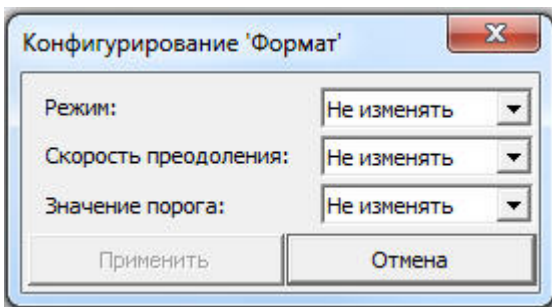 Конфигурирование 'Формат'
Режим: Не изменять
Скорость преодоления: Не изменять
Значение порога: Не изменять
Применить Отмена